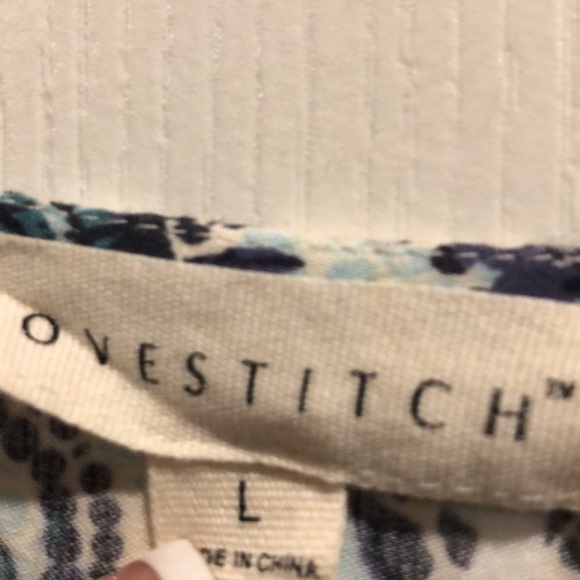 OVESTITCH™
L
DE IN CHINA